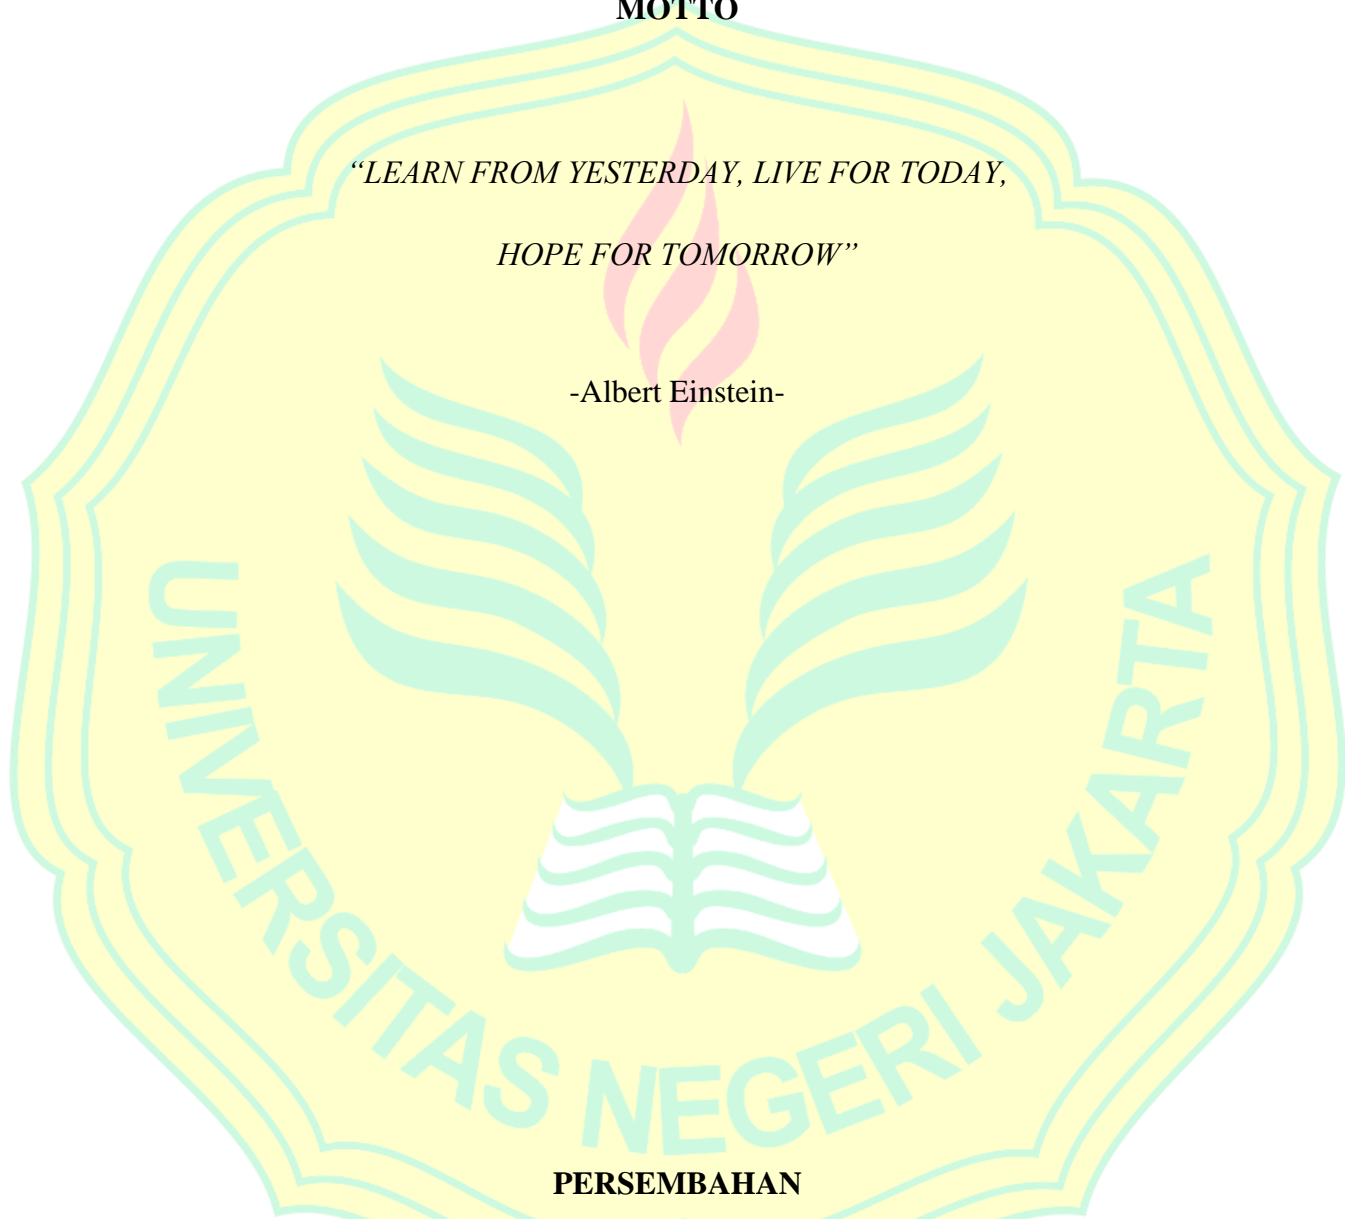 MOTTO
“LEARN FROM YESTERDAY, LIVE FOR TODAY,
HOPE FOR TOMORROW”
-Albert Einstein-
UNIVERSITAS NEGERI JAKARTA
PERSEMBAHAN